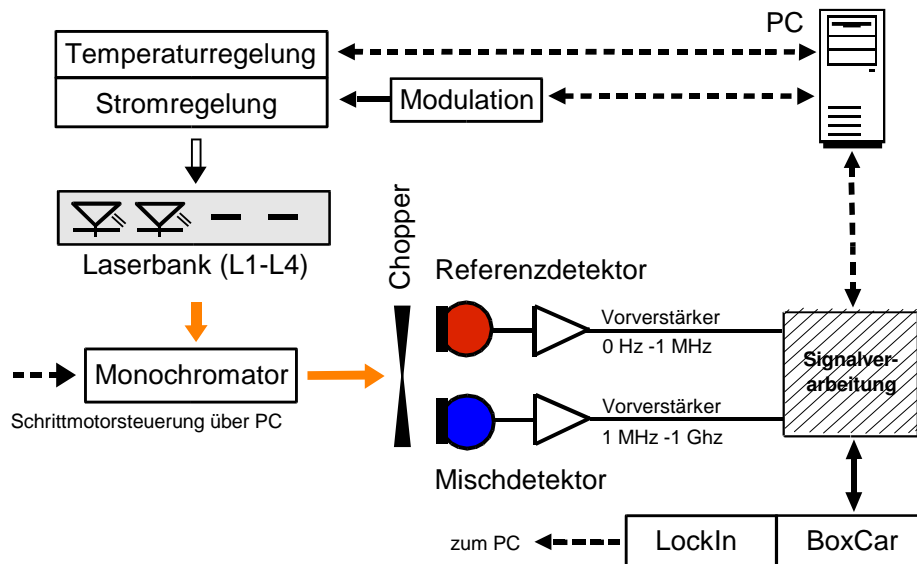 PC
Temperaturregelung
Stromregelung
Modulation
Laserbank (L1-L4)
Chopper
Referenzdetektor
Vorverstärker
0 Hz -1 MHz
Signalver-
arbeitung
Monochromator
Schrittmotorsteuerung über PC
Vorverstärker
1 MHz -1 Ghz
Mischdetektor
zum PC
LockIn
BoxCar